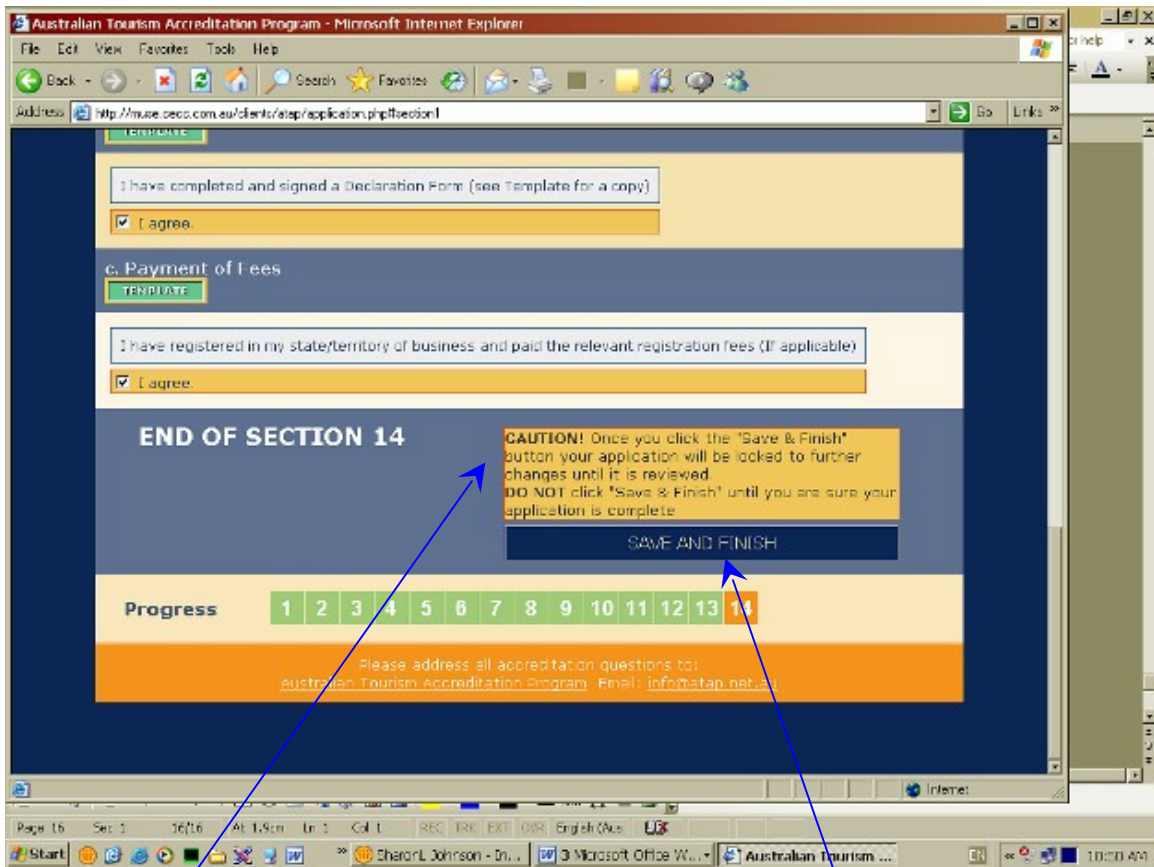 Australian Tourism Accreditation Program - Microsoft Internet Explorer
File Edit View Favorites Tools Help
Back Search Favorites
Address http://muse.cecc.com.au/clients/atap/application.php#section1 Go Links »
TEMPLATE
I have completed and signed a Declaration Form (see Template for a copy)
I agree.
c. Payment of Fees
TEMPLATE
I have registered in my state/territory of business and paid the relevant registration fees (If applicable)
I agree.
END OF SECTION 14
CAUTION! Once you click the "Save & Finish"
button your application will be locked to further
changes until it is reviewed.
DO NOT click "Save & Finish" until you are sure your
application is complete
SAVE AND FINISH
Progress 1 2 3 4 5 6 7 8 9 10 11 12 13 14
Please address all accreditation questions to:
Australian Tourism Accreditation Program Email: info@atap.net.au
Internet
Page 16 Sec 1 16/16 At 1.9cm Ln 1 Col 1 REC TRK EXT OVR English (Aus
Start » Sharon L Johnson - In... 3 Microsoft Office W... Australian Tourism ... « 10:50 AM